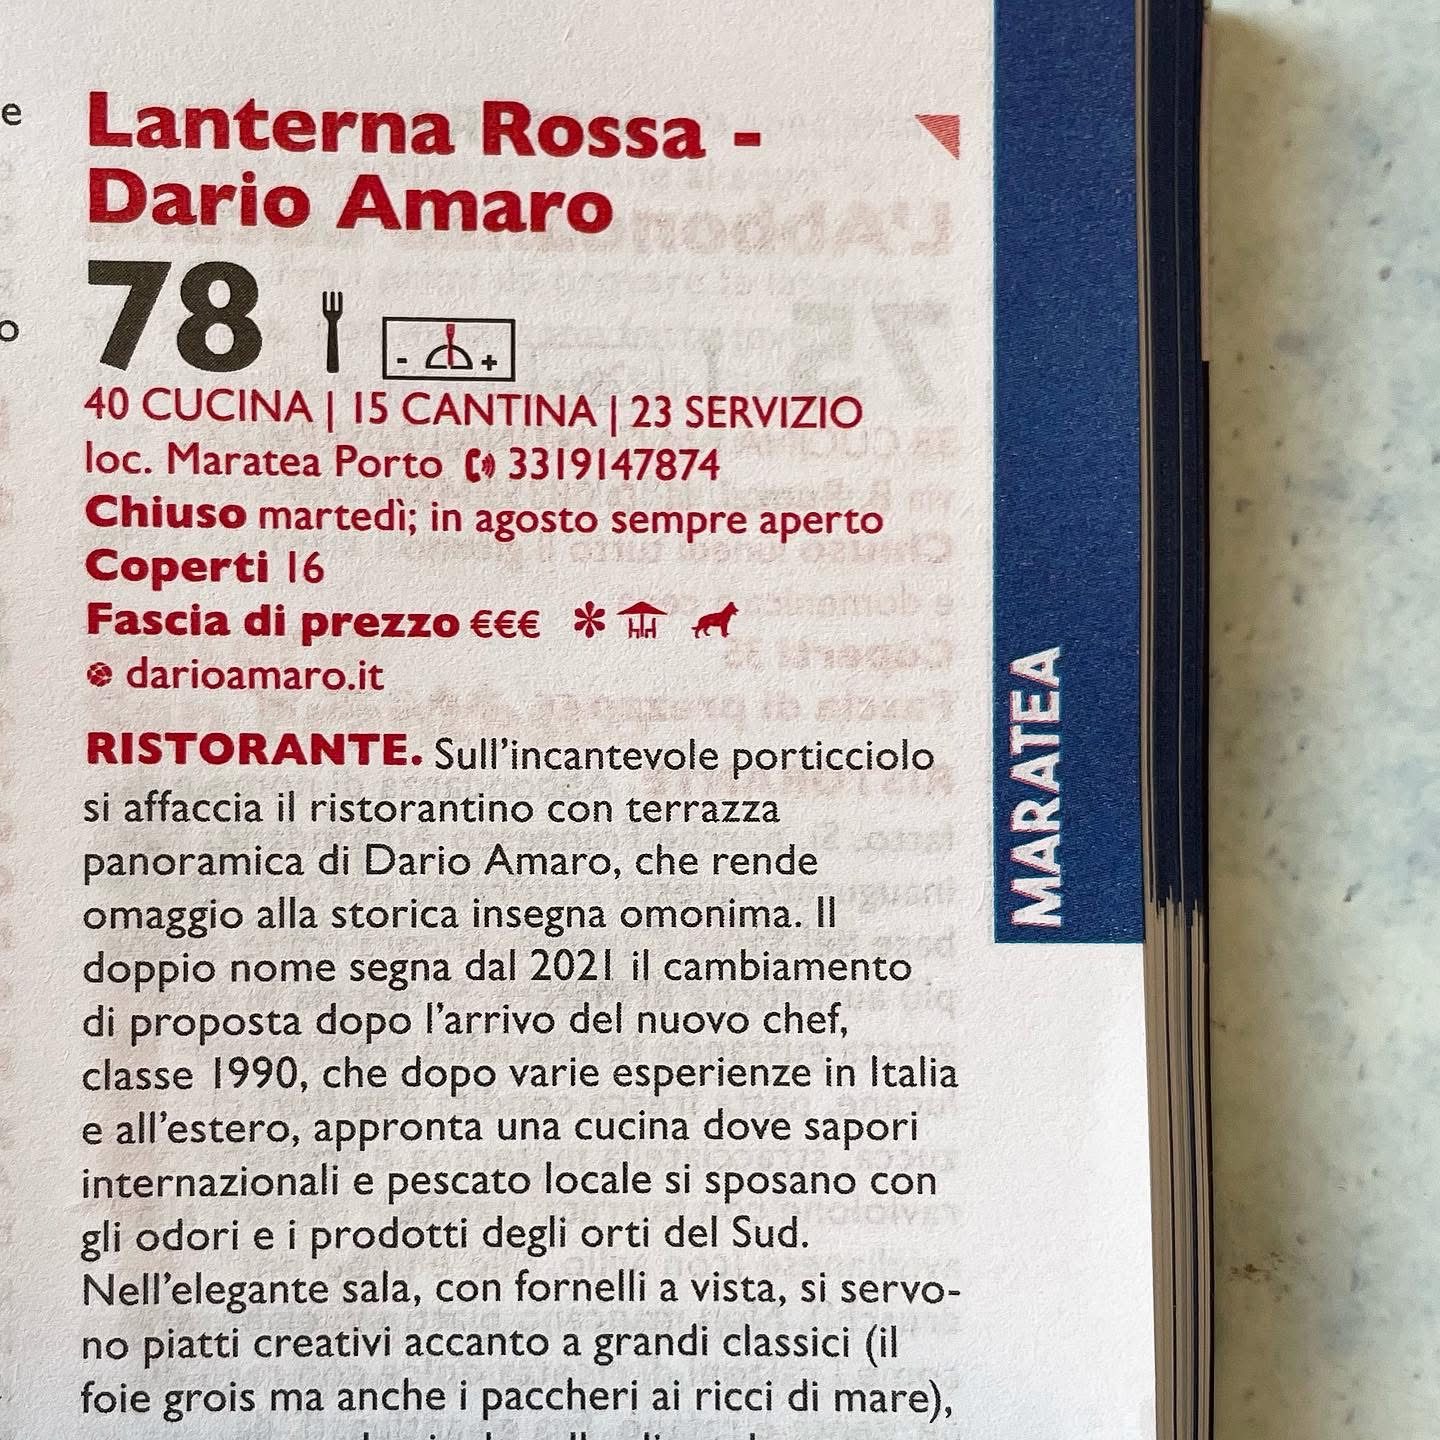 Lanterna Rossa -
Dario Amaro
78
- +
40 CUCINA | 15 CANTINA | 23 SERVIZIO
loc. Maratea Porto 3319147874
Chiuso martedì; in agosto sempre aperto
Coperti 16
Fascia di prezzo €€€ *
darioamaro.it
RISTORANTE. Sull'incantevole porticciolo
si affaccia il ristorantino con terrazza
panoramica di Dario Amaro, che rende
omaggio alla storica insegna omonima. Il
doppio nome segna dal 2021 il cambiamento
di proposta dopo l'arrivo del nuovo chef,
classe 1990, che dopo varie esperienze in Italia
e all'estero, appronta una cucina dove sapori
internazionali e pescato locale si sposano con
gli odori e i prodotti degli orti del Sud.
Nell'elegante sala, con fornelli a vista, si servo-
no piatti creativi accanto a grandi classici (il
foie grois ma anche i paccheri ai ricci di mare),
MARATEA